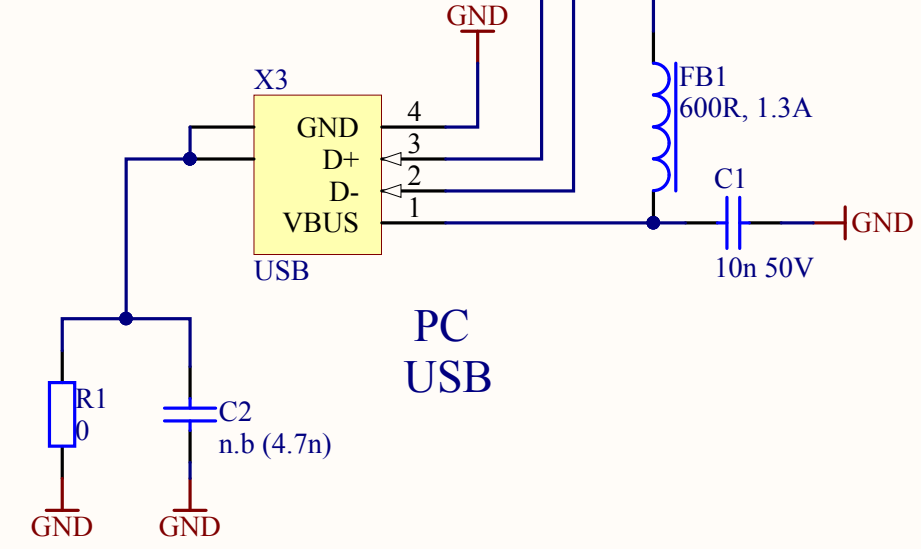 GND
X3
FB1
600R, 1.3A
GND 4
D+ 3
D- 2
VBUS 1
USB
C1
10n 50V
GND
PC
USB
R1
0
C2
n.b (4.7n)
GND
GND